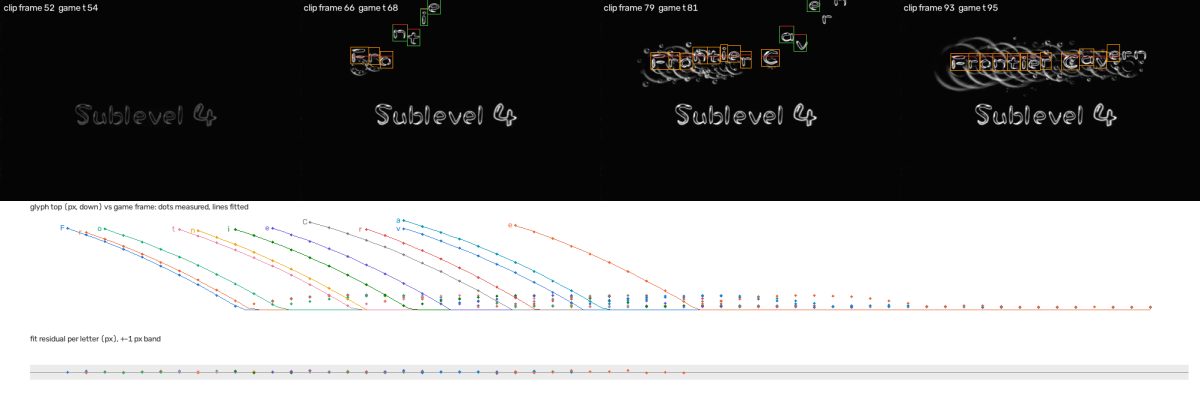 clip frame 52 game t 54
clip frame 66 game t 68
clip frame 79 game t 81
clip frame 93 game t 95
Sublevel 4
e
i
n t
Fro
Sublevel 4
e n
r
a v
Frontier C
Sublevel 4
Frontier Cavern
Sublevel 4
glyph top (px, down) vs game frame: dots measured, lines fitted
F r o t n i e C r a v e
fit residual per letter (px), +-1 px band